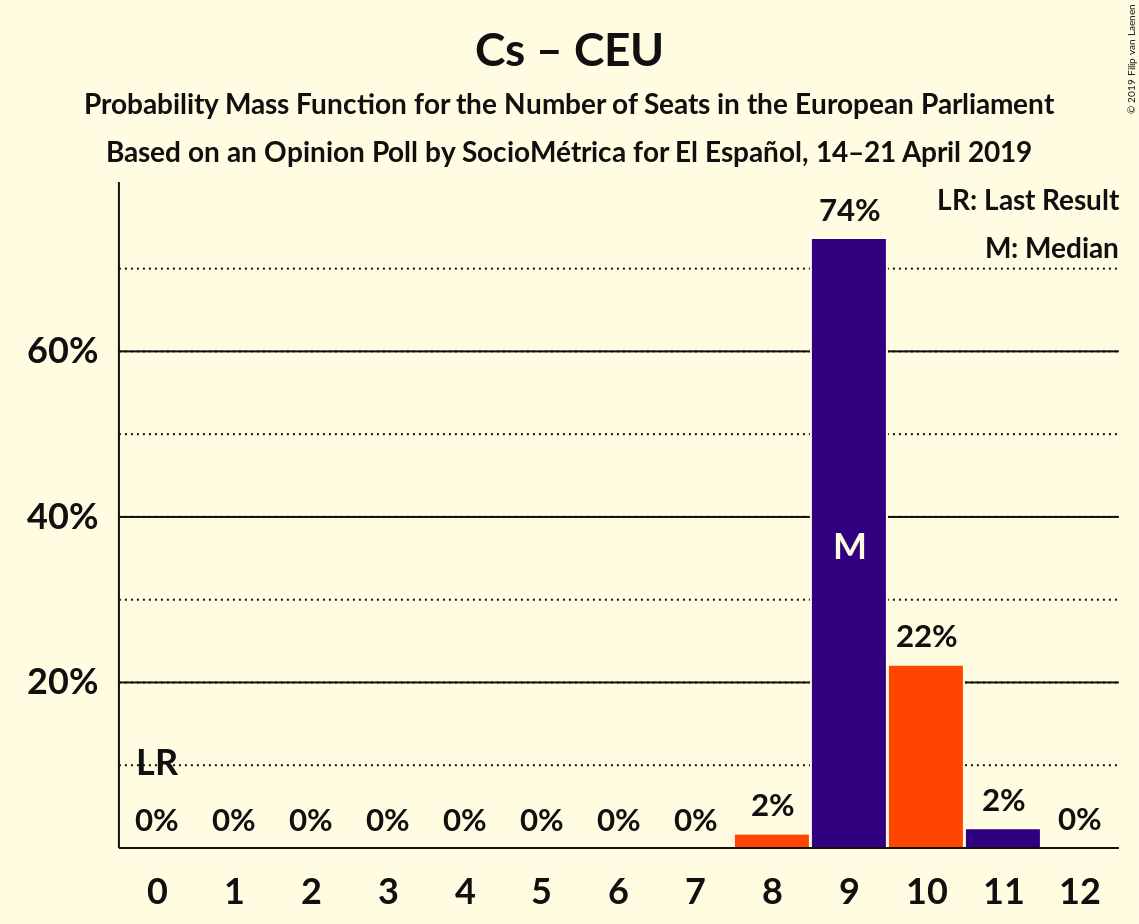 Cs – CEU
Probability Mass Function for the Number of Seats in the European Parliament
Based on an Opinion Poll by SocioMétrica for El Español, 14–21 April 2019
© 2019 Filip van Laenen
LR: Last Result
M: Median
74%
60%
40%
M
22%
20%
LR
0% 0% 0% 0% 0% 0% 0% 0% 2% 2% 0%
0 1 2 3 4 5 6 7 8 9 10 11 12